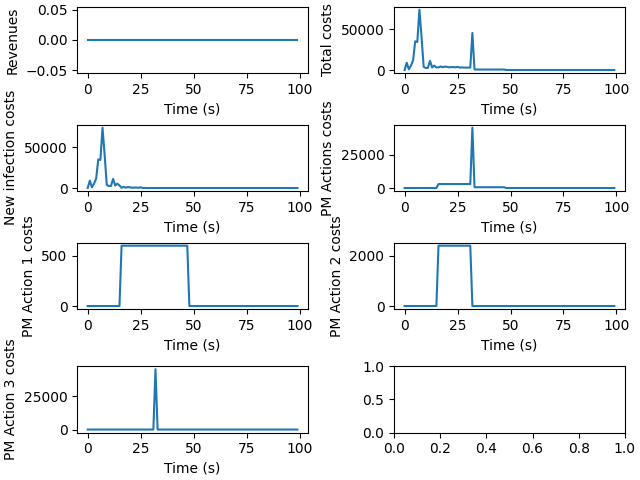 Revenues
0.05
0.00
−0.05
0 25 50 75 100
Time (s)
Total costs
50000
0
0 25 50 75 100
Time (s)
New infection costs
50000
0
0 25 50 75 100
Time (s)
PM Actions costs
25000
0
0 25 50 75 100
Time (s)
PM Action 1 costs
500
0
0 25 50 75 100
Time (s)
PM Action 2 costs
2000
0
0 25 50 75 100
Time (s)
PM Action 3 costs
25000
0
0 25 50 75 100
Time (s)
1.0
0.5
0.0
0.0 0.2 0.4 0.6 0.8 1.0